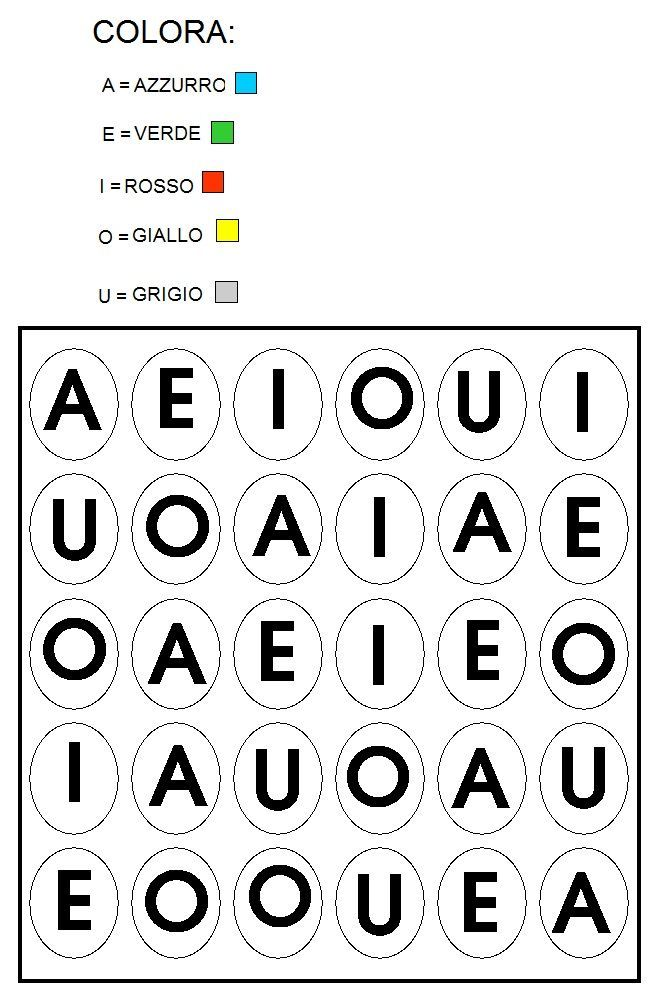 COLORA:
A = AZZURRO
E = VERDE
I = ROSSO
O = GIALLO
U = GRIGIO
A E I O U I
U O A I A E
O A E I E O
I A U O A U
E O O U E A